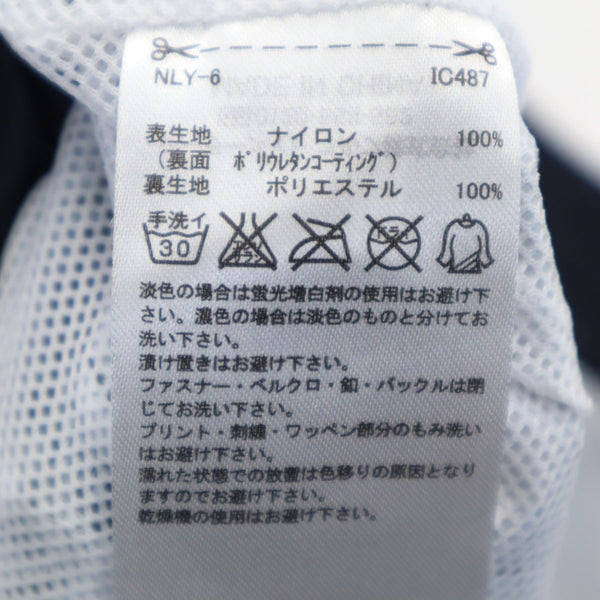 NLY-6 IC487
表生地 ナイロン 100%
(裏面 ポリウレタンコーティング)
裏生地 ポリエステル 100%
手洗イ
30
淡色の場合は蛍光増白剤の使用はお避け下
さい。濃色の場合は淡色のものと分けてお
洗い下さい。
漬け置きはお避け下さい。
ファスナー・ベルクロ・釦・バックルは閉
じてお洗い下さい。
プリント・刺繍・ワッペン部分のもみ洗い
はお避け下さい。
濡れた状態での放置は色移りの原因となり
ますのでお避け下さい。
乾燥機の使用はお避け下さい。